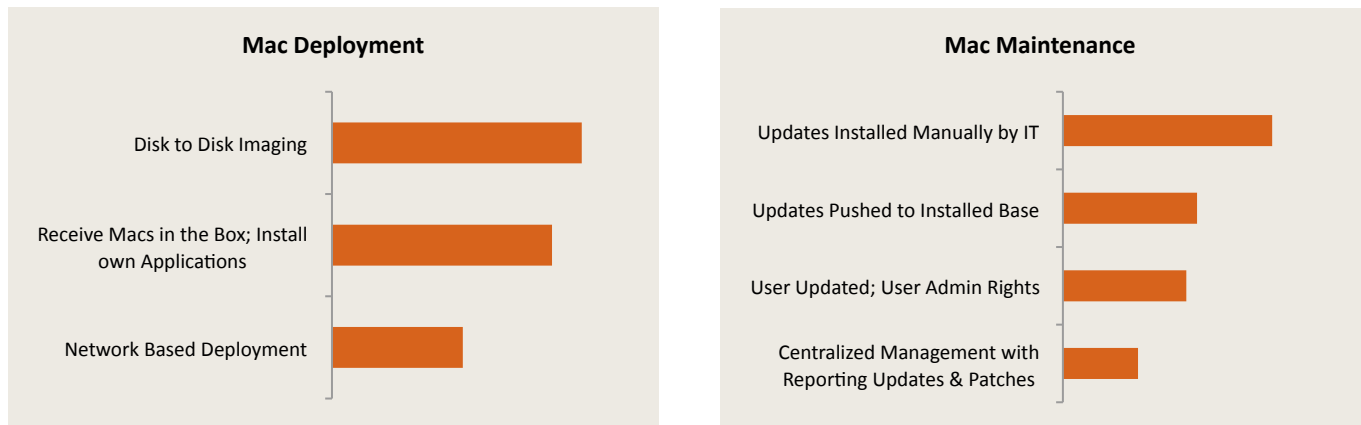 Mac Deployment
Disk to Disk Imaging
Receive Macs in the Box; Install
own Applications
Network Based Deployment
Mac Maintenance
Updates Installed Manually by IT
Updates Pushed to Installed Base
User Updated; User Admin Rights
Centralized Management with
Reporting Updates & Patches